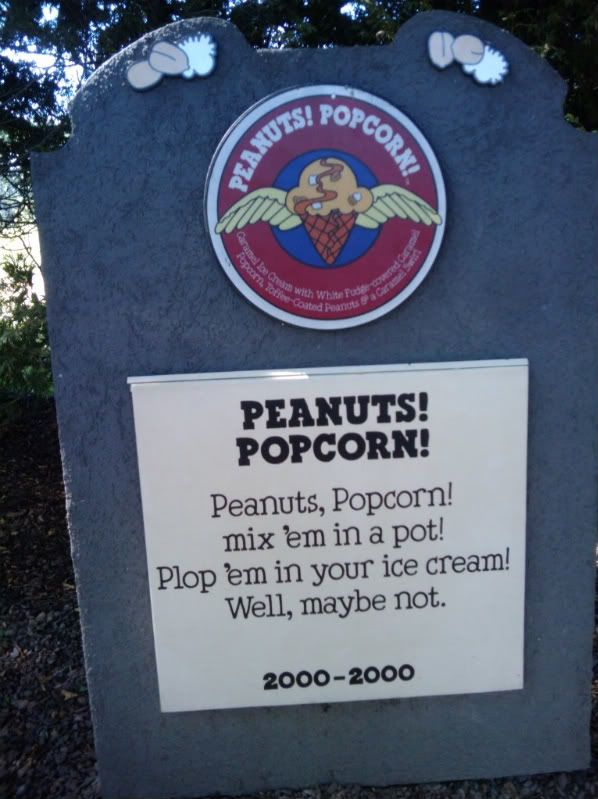 PEANUTS! POPCORN!™
Caramel Ice Cream with White Fudge-covered Caramel
Popcorn, Toffee-Coated Peanuts & a Caramel Swirl
PEANUTS!
POPCORN!
Peanuts, Popcorn!
mix 'em in a pot!
Plop 'em in your ice cream!
Well, maybe not.
2000-2000